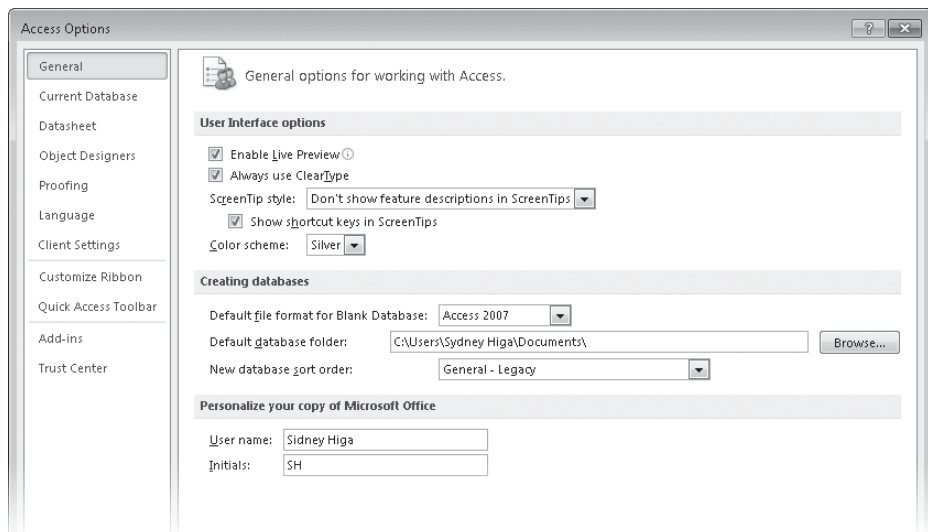 Access Options
General
Current Database
Datasheet
Object Designers
Proofing
Language
Client Settings
Customize Ribbon
Quick Access Toolbar
Add-ins
Trust Center
General options for working with Access.
User Interface options
Enable Live Preview
Always use ClearType
ScreenTip style: Don't show feature descriptions in ScreenTips
Show shortcut keys in ScreenTips
Color scheme: Silver
Creating databases
Default file format for Blank Database: Access 2007
Default database folder: C:\Users\Sydney Higa\Documents\ Browse...
New database sort order: General - Legacy
Personalize your copy of Microsoft Office
User name: Sidney Higa
Initials: SH